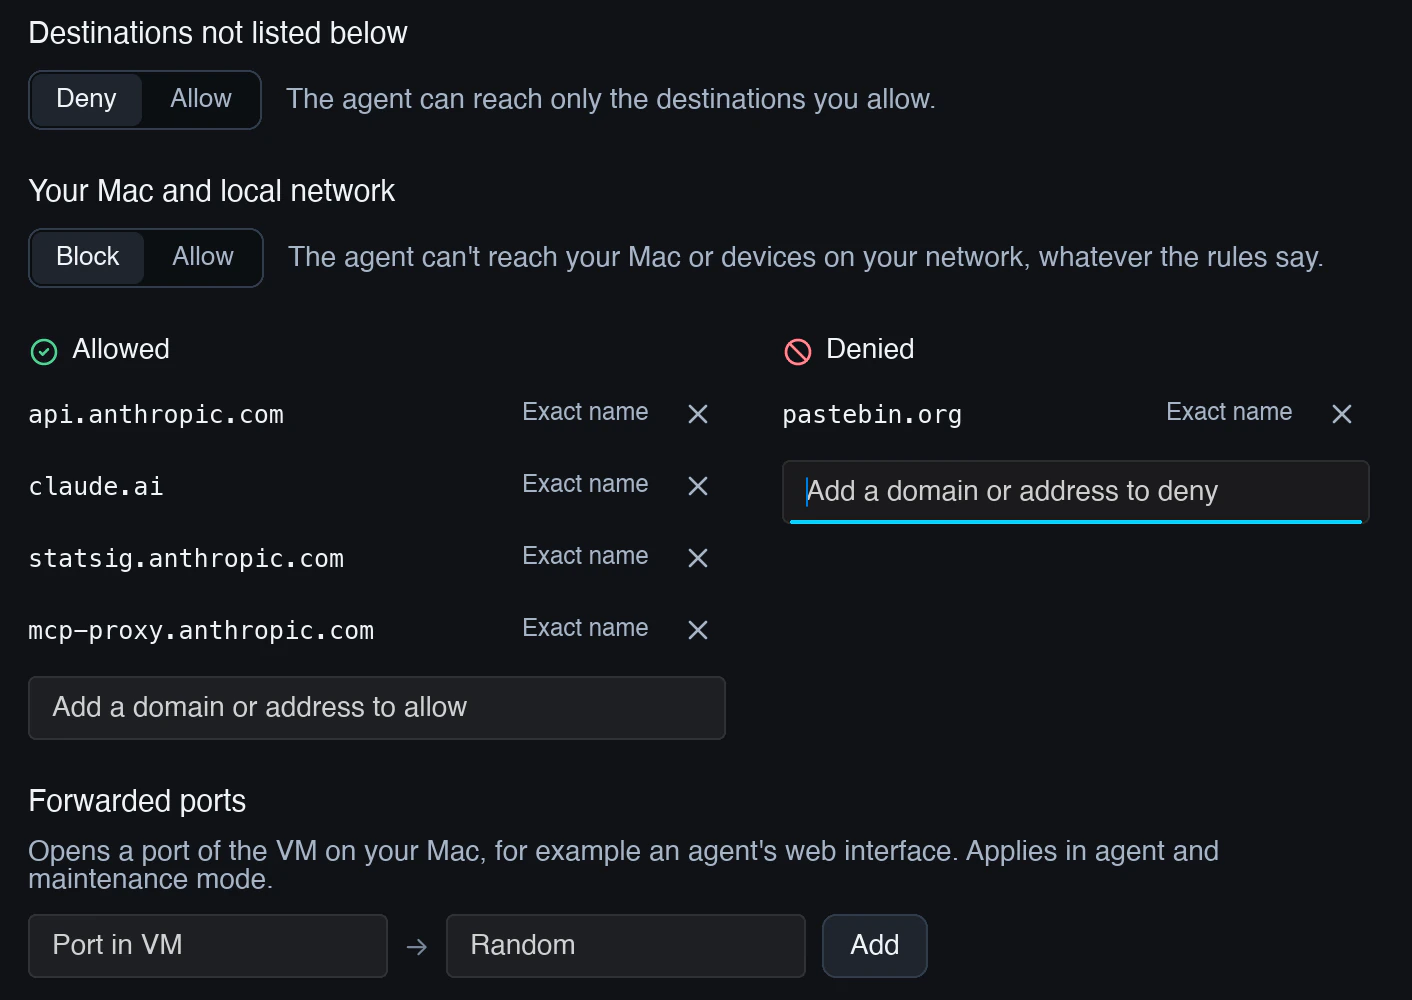 Destinations not listed below
Deny Allow The agent can reach only the destinations you allow.
Your Mac and local network
Block Allow The agent can't reach your Mac or devices on your network, whatever the rules say.
Allowed
api.anthropic.com Exact name
claude.ai Exact name
statsig.anthropic.com Exact name
mcp-proxy.anthropic.com Exact name
Add a domain or address to allow
Denied
pastebin.org Exact name
Add a domain or address to deny
Forwarded ports
Opens a port of the VM on your Mac, for example an agent's web interface. Applies in agent and
maintenance mode.
Port in VM → Random Add